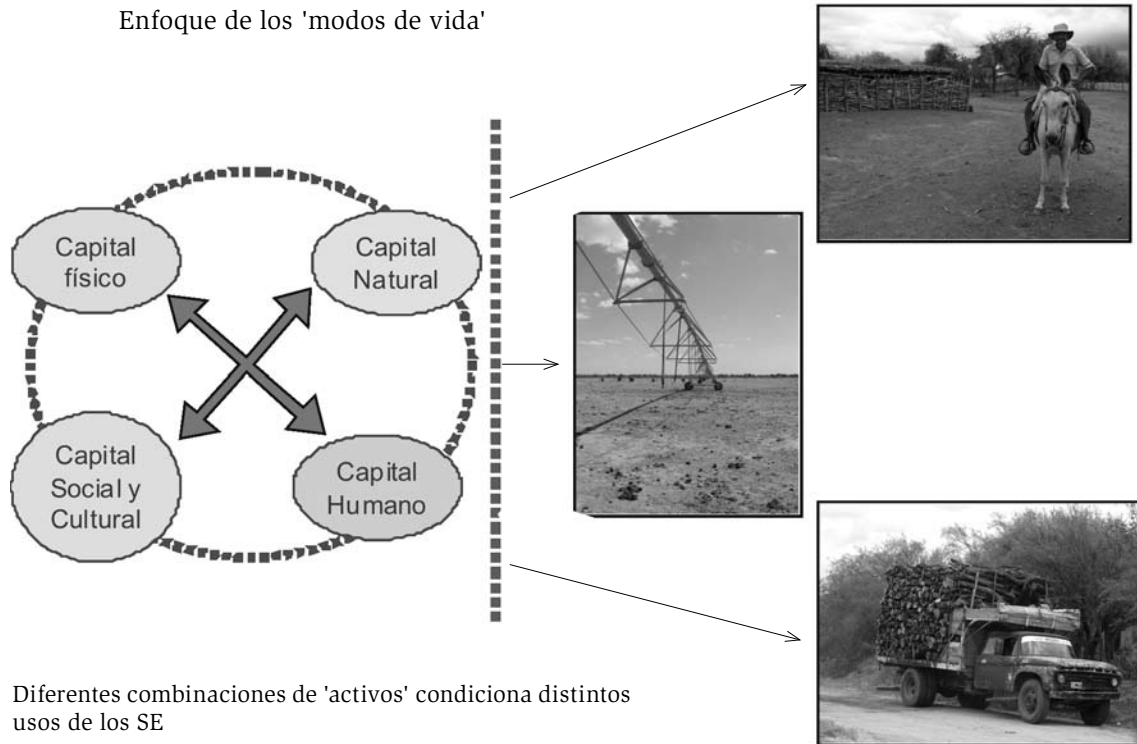 Enfoque de los 'modos de vida'
Capital
físico
Capital
Natural
Capital
Social y
Cultural
Capital
Humano
Diferentes combinaciones de 'activos' condiciona distintos
usos de los SE